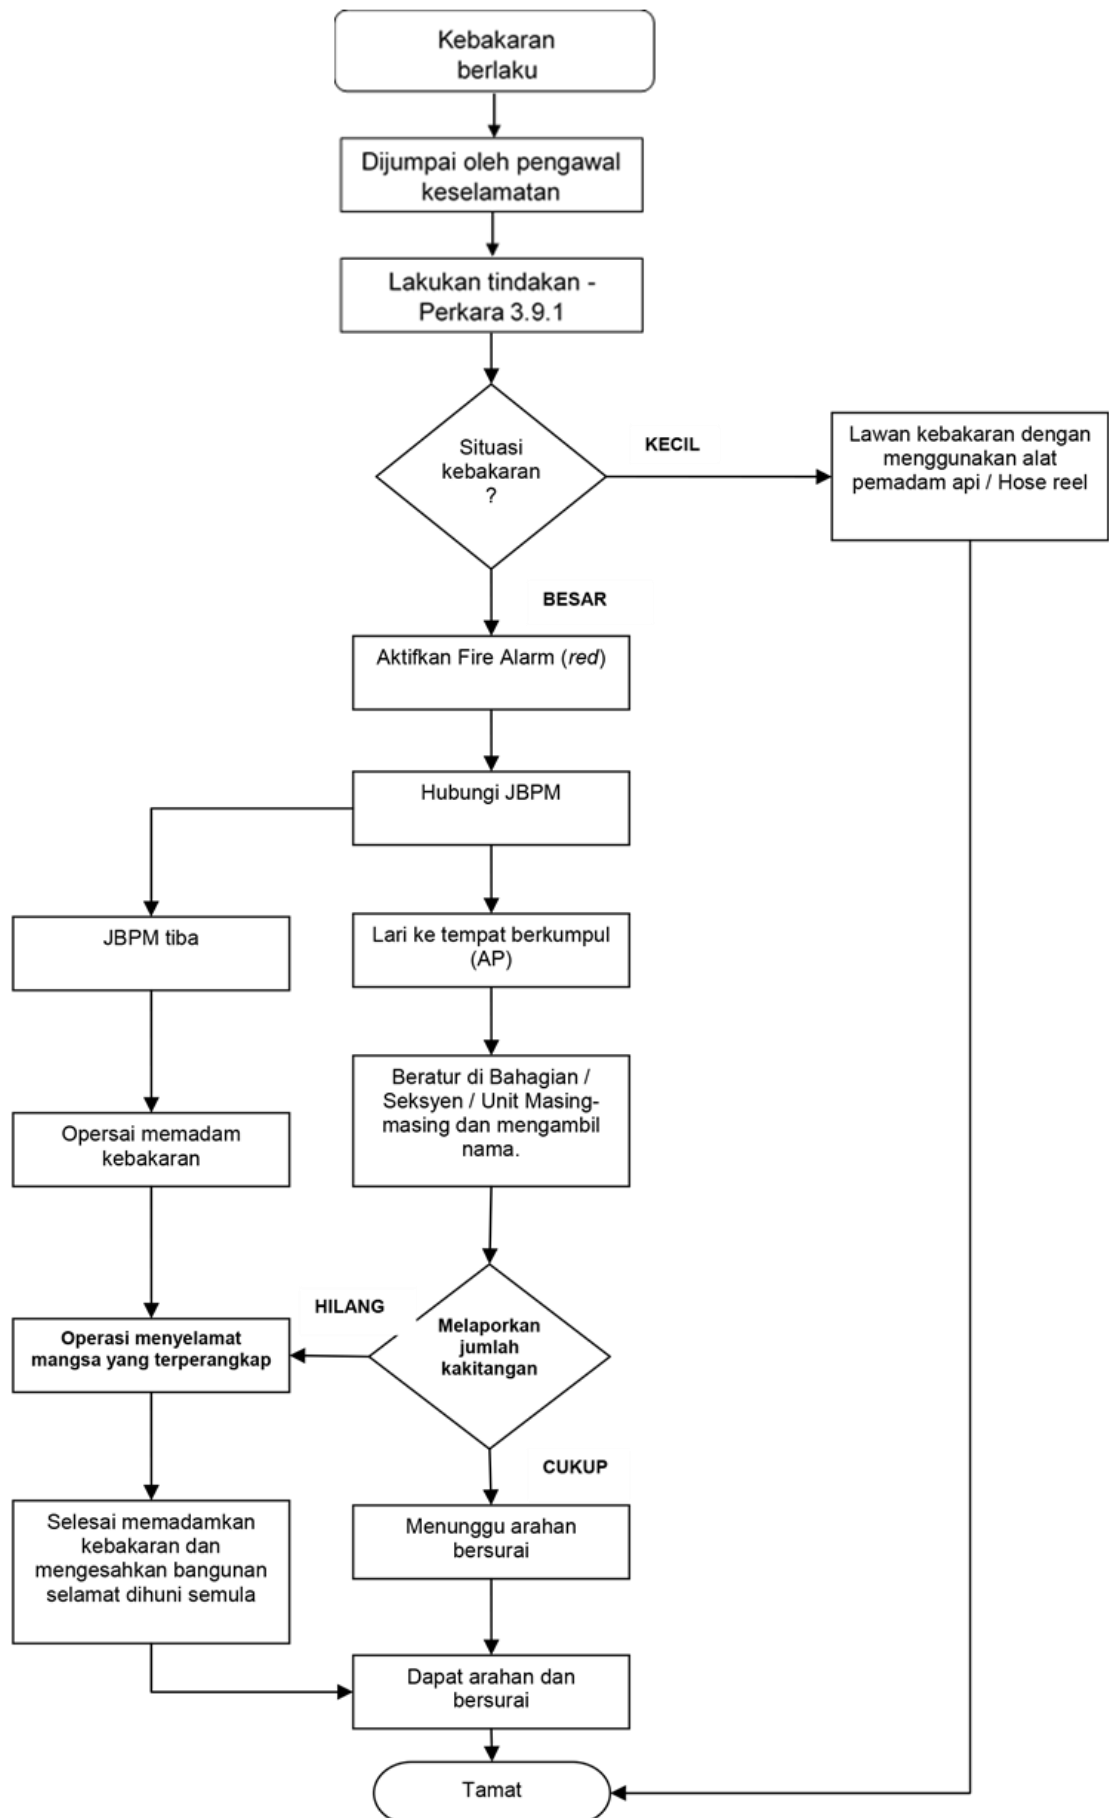 Kebakaran
berlaku
Dijumpai oleh pengawal
keselamatan
Lakukan tindakan -
Perkara 3.9.1
Situasi
kebakaran
?
KECIL
Lawan kebakaran dengan
menggunakan alat
pemadam api / Hose reel
BESAR
Aktifkan Fire Alarm (red)
Hubungi JBPM
JBPM tiba
Lari ke tempat berkumpul
(AP)
Beratur di Bahagian /
Seksyen / Unit Masing-
masing dan mengambil
nama.
Opersai memadam
kebakaran
HILANG
Melaporkan
jumlah
kakitangan
Operasi menyelamat
mangsa yang terperangkap
CUKUP
Selesai memadamkan
kebakaran dan
mengesahkan bangunan
selamat dihuni semula
Menunggu arahan
bersurai
Dapat arahan dan
bersurai
Tamat